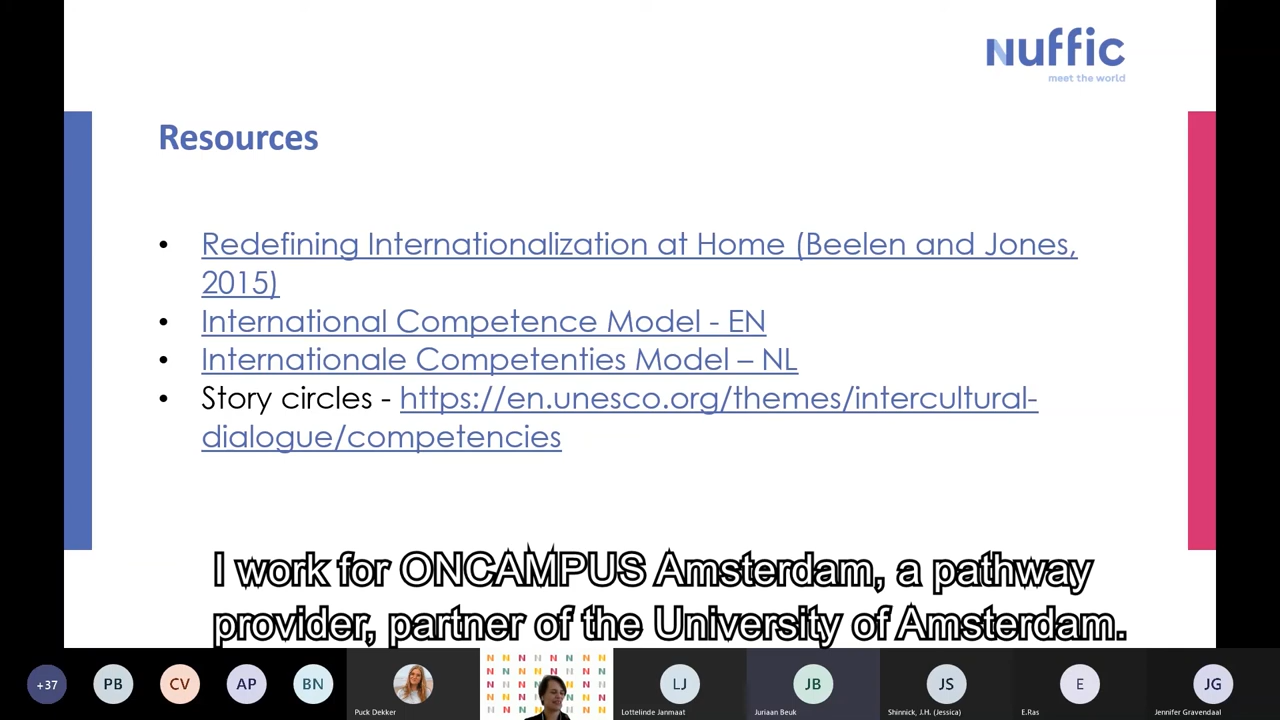 Nuffic
meet the world
Resources
• Redefining Internationalization at Home (Beelen and Jones,
2015)
• International Competence Model - EN
• Internationale Competenties Model – NL
• Story circles - https://en.unesco.org/themes/intercultural-
dialogue/competencies
I work for ONCAMPUS Amsterdam, a pathway
provider, partner of the University of Amsterdam.
+37
PB
CV
AP
BN
LJ
JB
JS
E
JG
Puck Dekker
Lottelinde Janmaat
Juriaan Beuk
Shinnick, J.H. (Jessica)
E.Ras
Jennifer Gravendaal